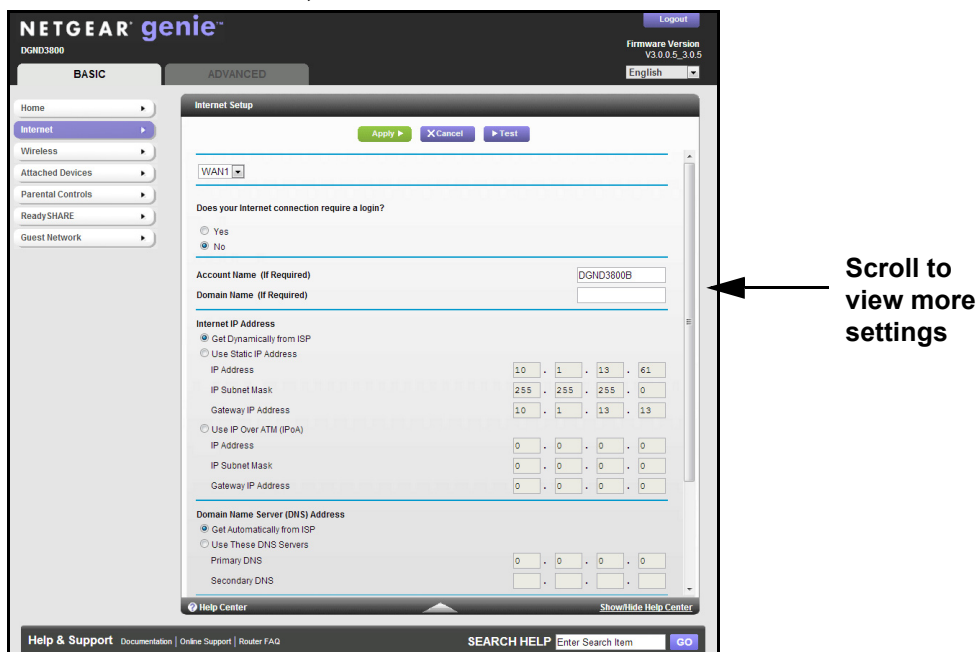 NETGEAR® genie™
Logout
DGND3800
Firmware Version
V3.0.0.5_3.0.5
BASIC
ADVANCED
English
Home
Internet
Wireless
Attached Devices
Parental Controls
ReadySHARE
Guest Network
Internet Setup
Apply
X Cancel
Test
WAN1
Does your Internet connection require a login?
Yes
No
Account Name (If Required) DGND3800B
Domain Name (If Required)
Internet IP Address
Get Dynamically from ISP
Use Static IP Address
IP Address 10 . 1 . 13 . 61
IP Subnet Mask 255 . 255 . 255 . 0
Gateway IP Address 10 . 1 . 13 . 13
Use IP Over ATM (IPoA)
IP Address 0 . 0 . 0 . 0
IP Subnet Mask 0 . 0 . 0 . 0
Gateway IP Address 0 . 0 . 0 . 0
Domain Name Server (DNS) Address
Get Automatically from ISP
Use These DNS Servers
Primary DNS 0 . 0 . 0 . 0
Secondary DNS . . .
? Help Center
Show/Hide Help Center
Help & Support Documentation | Online Support | Router FAQ
SEARCH HELP Enter Search Item GO
Scroll to
view more
settings